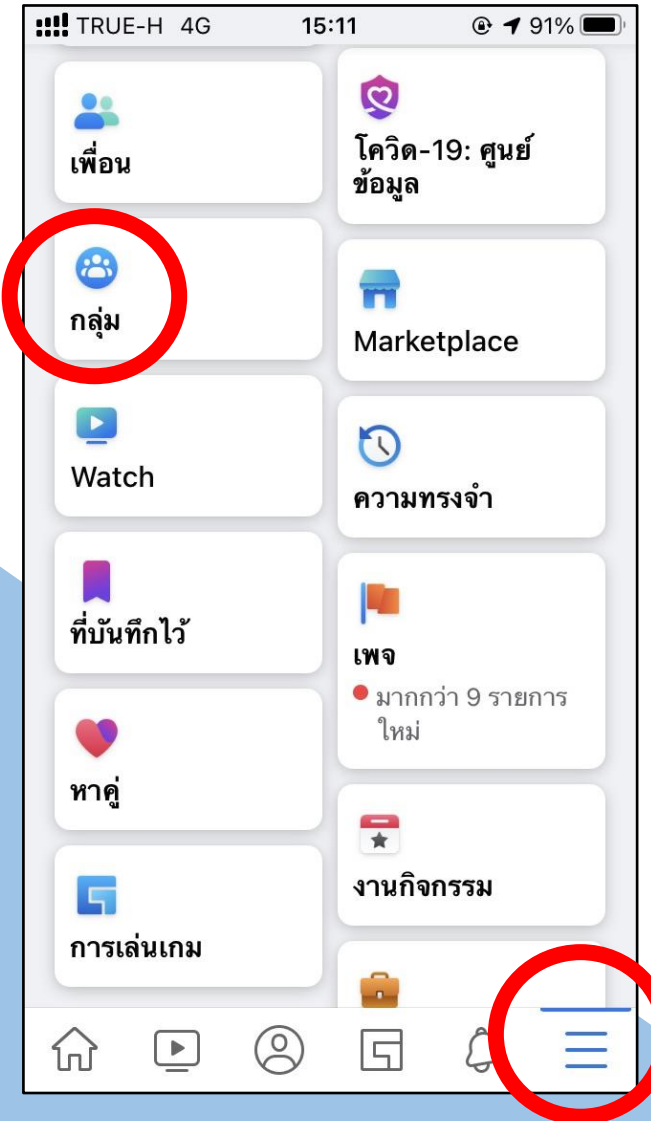 TRUE-H 4G 15:11 91%
เพื่อน
โควิด-19: ศูนย์
ข้อมูล
กลุ่ม
Marketplace
Watch
ความทรงจำ
ที่บันทึกไว้
เพจ
มากกว่า 9 รายการ
ใหม่
หาคู่
งานกิจกรรม
การเล่นเกม